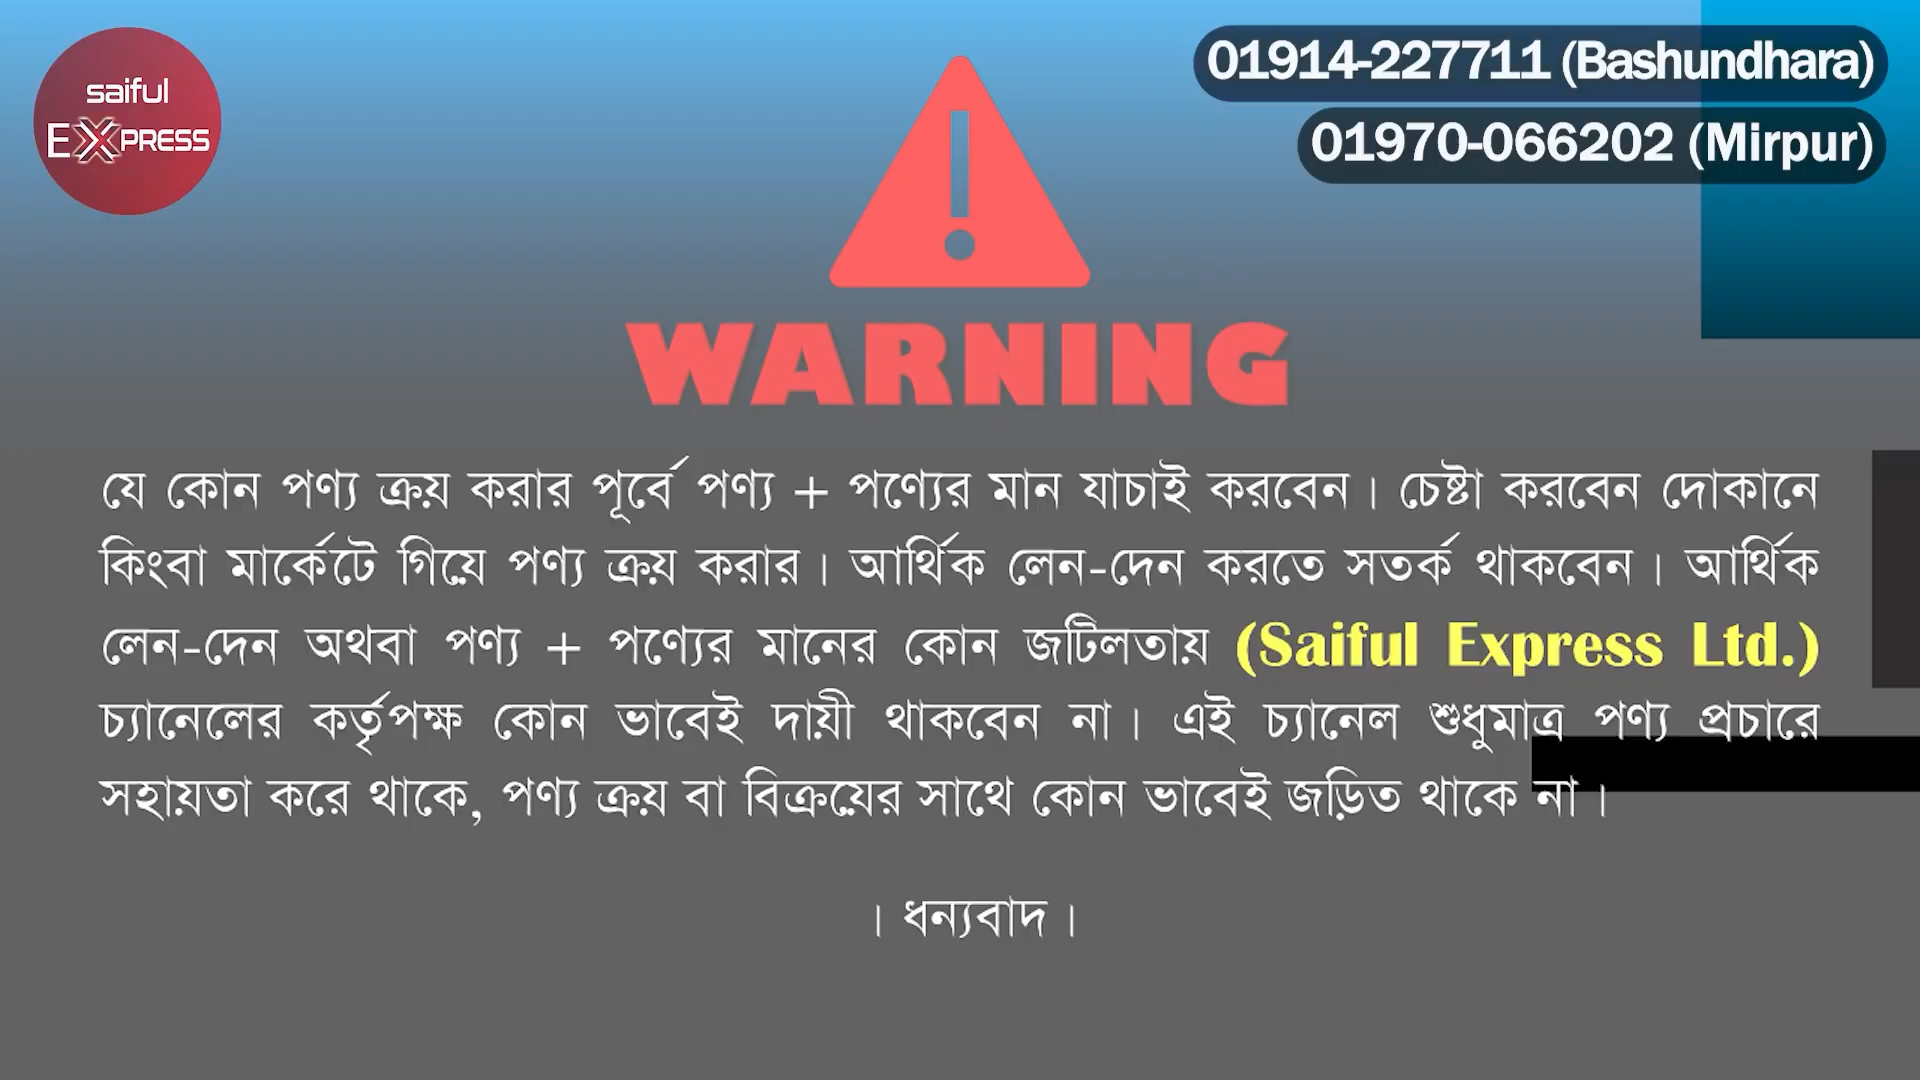 saiful
EXPRESS
01914-227711 (Bashundhara)
01970-066202 (Mirpur)
WARNING
যে কোন পণ্য ক্রয় করার পূর্বে পণ্য + পণ্যের মান যাচাই করবেন। চেষ্টা করবেন দোকানে
কিংবা মার্কেটে গিয়ে পণ্য ক্রয় করার। আর্থিক লেন-দেন করতে সতর্ক থাকবেন। আর্থিক
লেন-দেন অথবা পণ্য + পণ্যের মানের কোন জটিলতায় (Saiful Express Ltd.)
চ্যানেলের কর্তৃপক্ষ কোন ভাবেই দায়ী থাকবেন না। এই চ্যানেল শুধুমাত্র পণ্য প্রচারে
সহায়তা করে থাকে, পণ্য ক্রয় বা বিক্রয়ের সাথে কোন ভাবেই জড়িত থাকে না।
। ধন্যবাদ ।